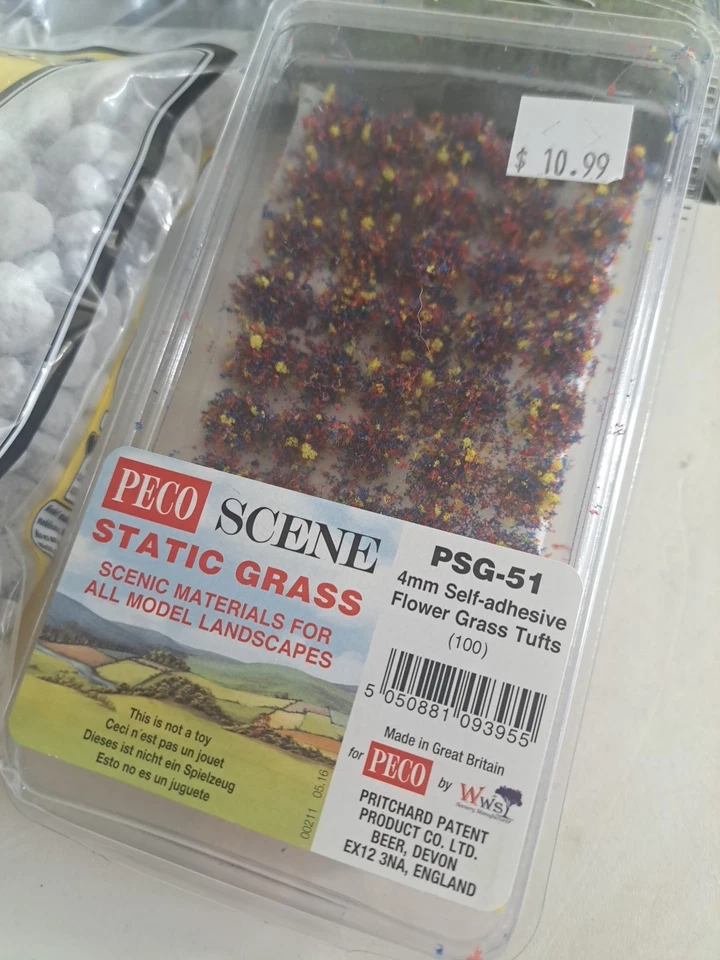 $ 10.99
PECO SCENE
STATIC GRASS
SCENIC MATERIALS FOR
ALL MODEL LANDSCAPES
This is not a toy
Ceci n'est pas un jouet
Dieses ist nicht ein Spielzeug
Esto no es un juguete
00211 05.16
PSG-51
4mm Self-adhesive
Flower Grass Tufts
(100)
5 050881 093955
Made in Great Britain
for PECO by WWS
PRITCHARD PATENT
PRODUCT CO. LTD.
BEER, DEVON
EX12 3NA, ENGLAND